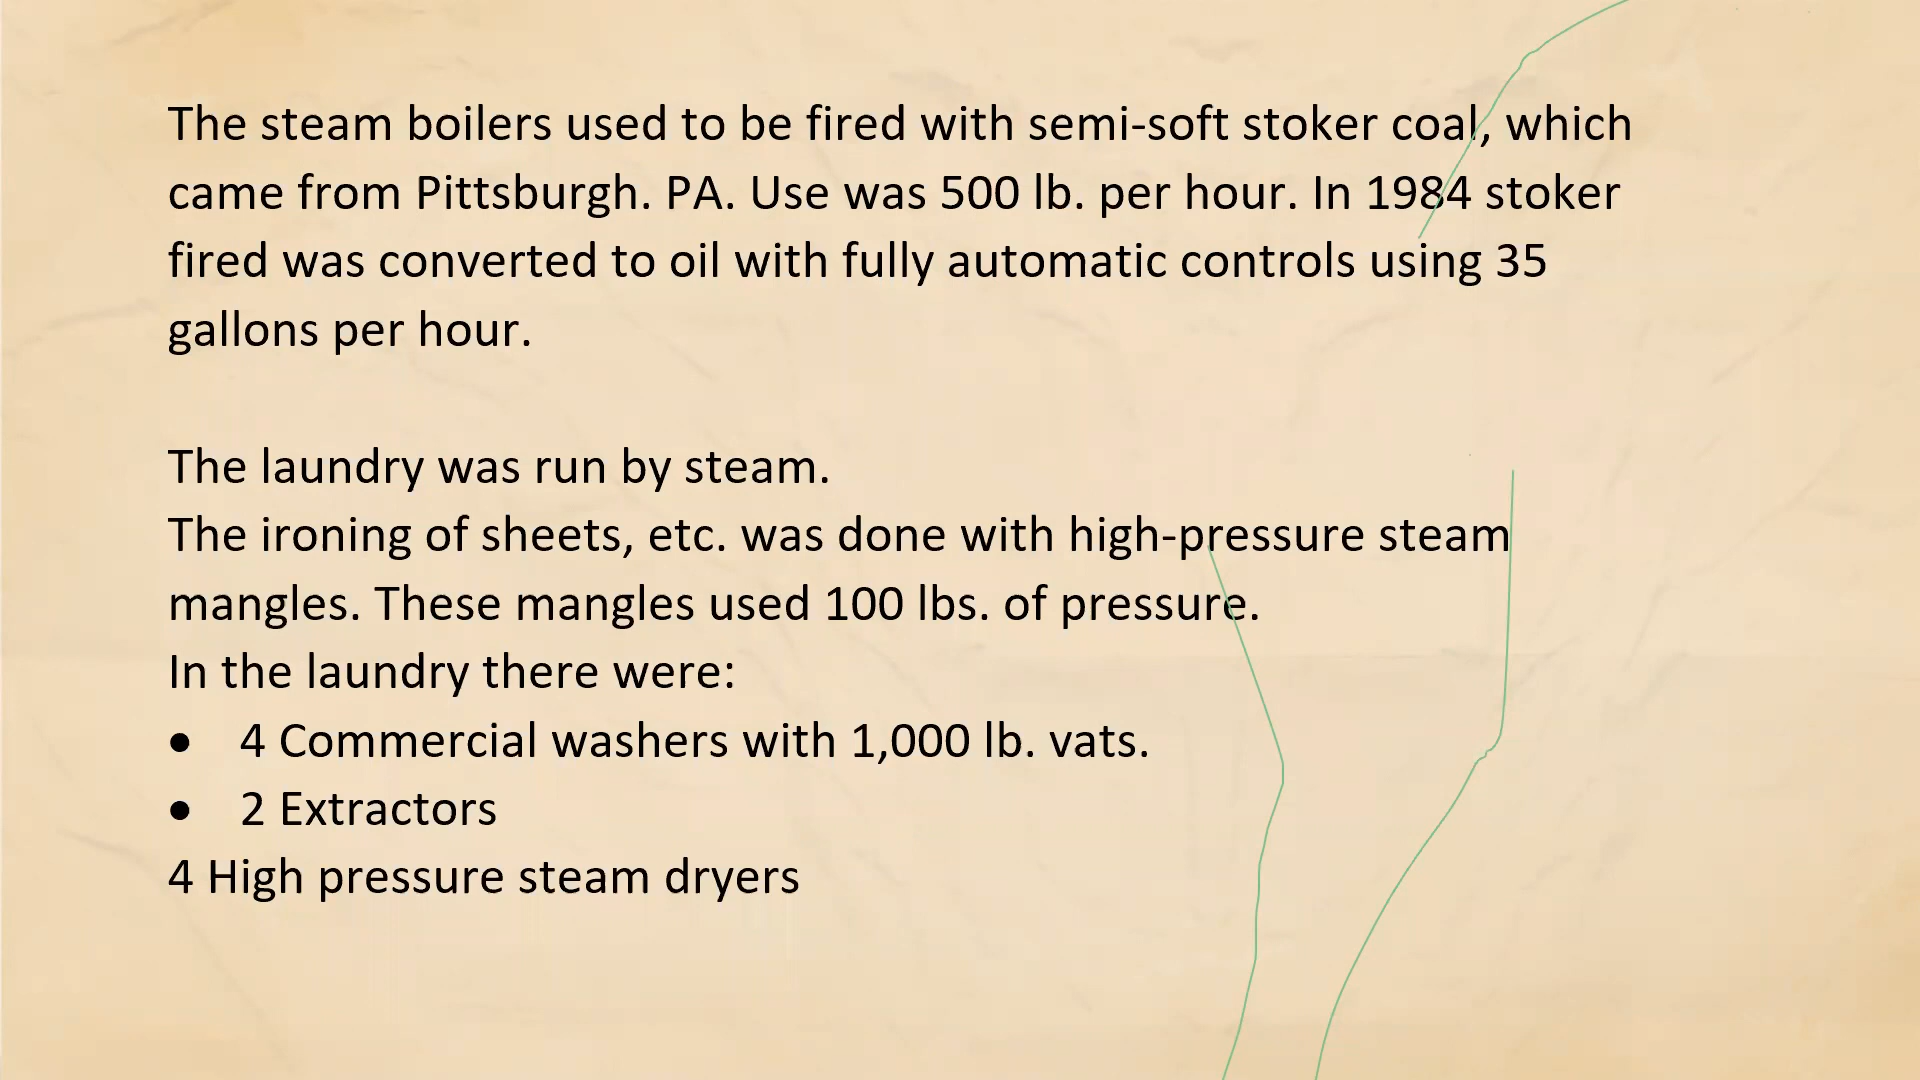 The steam boilers used to be fired with semi-soft stoker coal, which
came from Pittsburgh. PA. Use was 500 lb. per hour. In 1984 stoker
fired was converted to oil with fully automatic controls using 35
gallons per hour.
The laundry was run by steam.
The ironing of sheets, etc. was done with high-pressure steam
mangles. These mangles used 100 lbs. of pressure.
In the laundry there were:
• 4 Commercial washers with 1,000 lb. vats.
• 2 Extractors
4 High pressure steam dryers